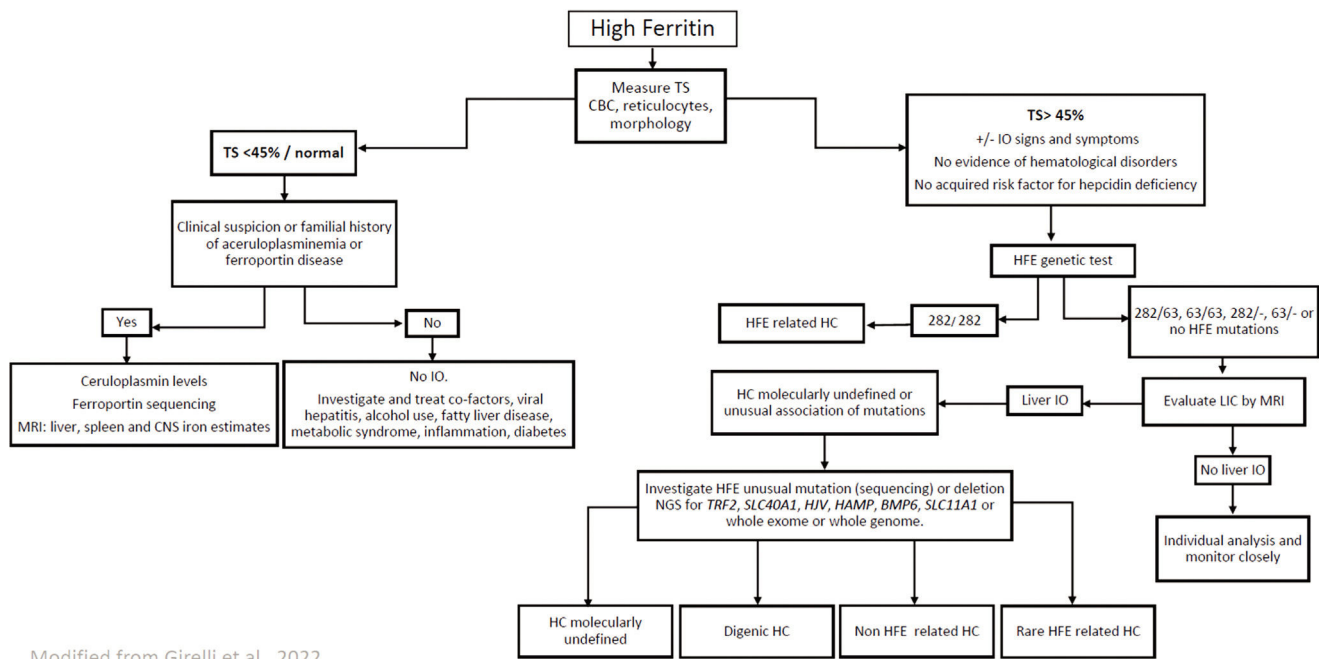 High Ferritin
Measure TS
CBC, reticulocytes,
morphology
TS <45% / normal
TS> 45%
+/- IO signs and symptoms
No evidence of hematological disorders
No acquired risk factor for hepcidin deficiency
Clinical suspicion or familial history
of aceruloplasminemia or
ferroportin disease
HFE genetic test
Yes
No
HFE related HC
282/ 282
282/63, 63/63, 282/-, 63/- or
no HFE mutations
Ceruloplasmin levels
Ferroportin sequencing
MRI: liver, spleen and CNS iron estimates
No IO.
Investigate and treat co-factors, viral
hepatitis, alcohol use, fatty liver disease,
metabolic syndrome, inflammation, diabetes
HC molecularly undefined or
unusual association of mutations
Liver IO
Evaluate LIC by MRI
No liver IO
Investigate HFE unusual mutation (sequencing) or deletion
NGS for TRF2, SLC40A1, HJV, HAMP, BMP6, SLC11A1 or
whole exome or whole genome.
Individual analysis and
monitor closely
HC molecularly
undefined
Digenic HC
Non HFE related HC
Rare HFE related HC
Modified from Girelli et al., 2022